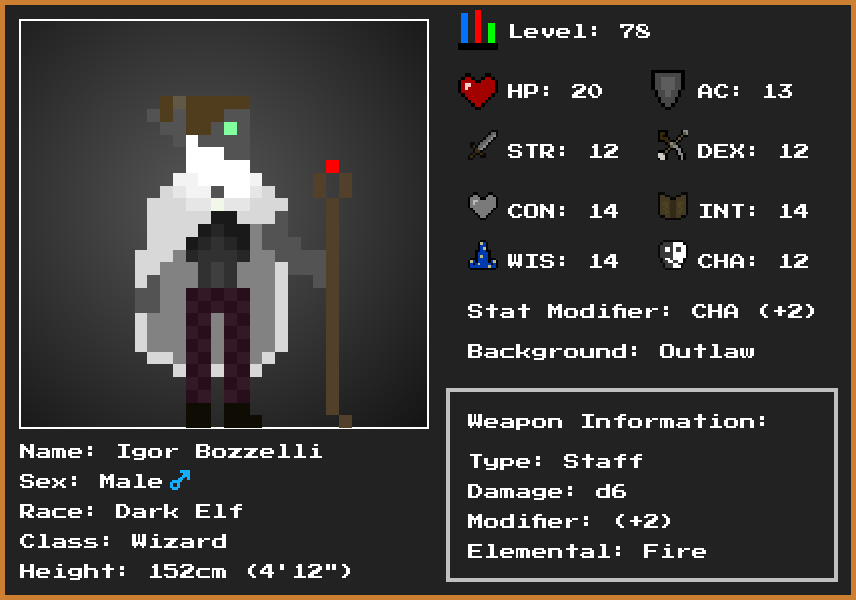 Level: 78
HP: 20
AC: 13
STR: 12
DEX: 12
CON: 14
INT: 14
WIS: 14
CHA: 12
Stat Modifier: CHA (+2)
Background: Outlaw
Weapon Information:
Type: Staff
Damage: d6
Modifier: (+2)
Elemental: Fire
Name: Igor Bozzelli
Sex: Male♂
Race: Dark Elf
Class: Wizard
Height: 152cm (4'12")